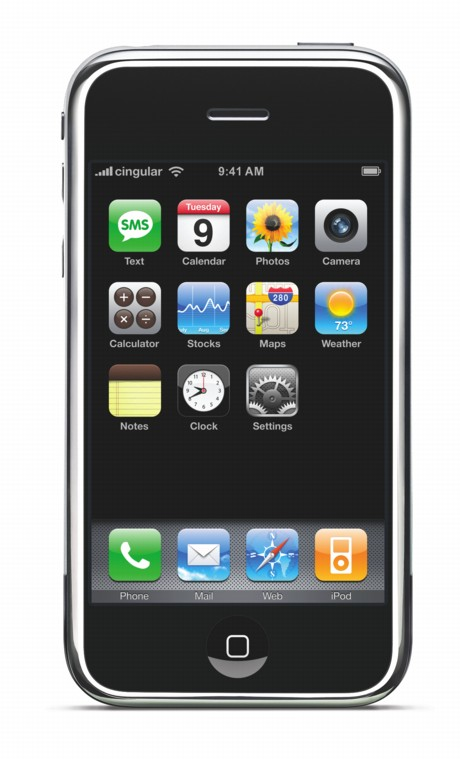 cingular 9:41 AM
SMS Tuesday 9
Text Calendar Photos Camera
280 73°
Calculator Stocks Maps Weather
Notes Clock Settings
Phone Mail Web iPod